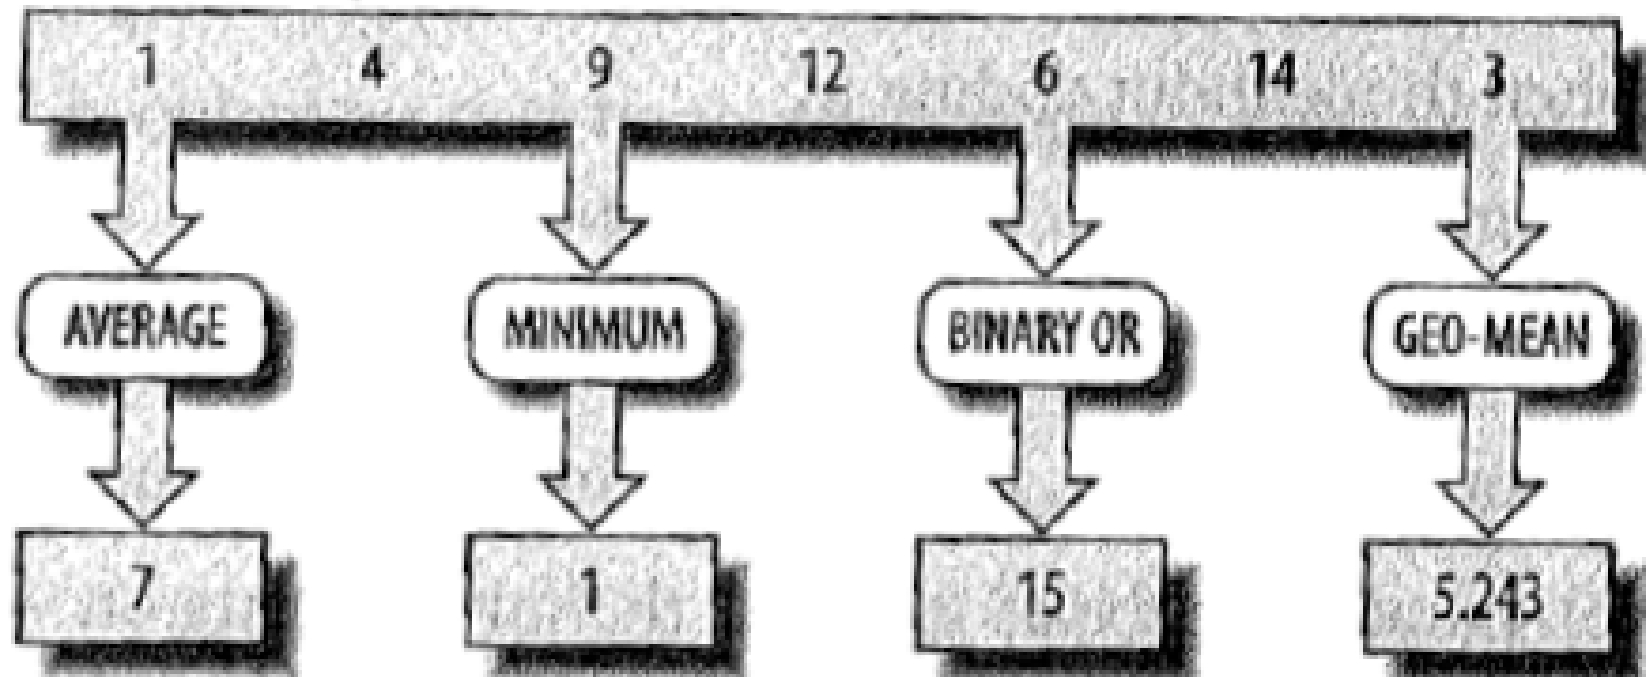 1 4 9 12 6 14 3
AVERAGE MINIMUM BINARY OR GEO-MEAN
7 1 15 5.243